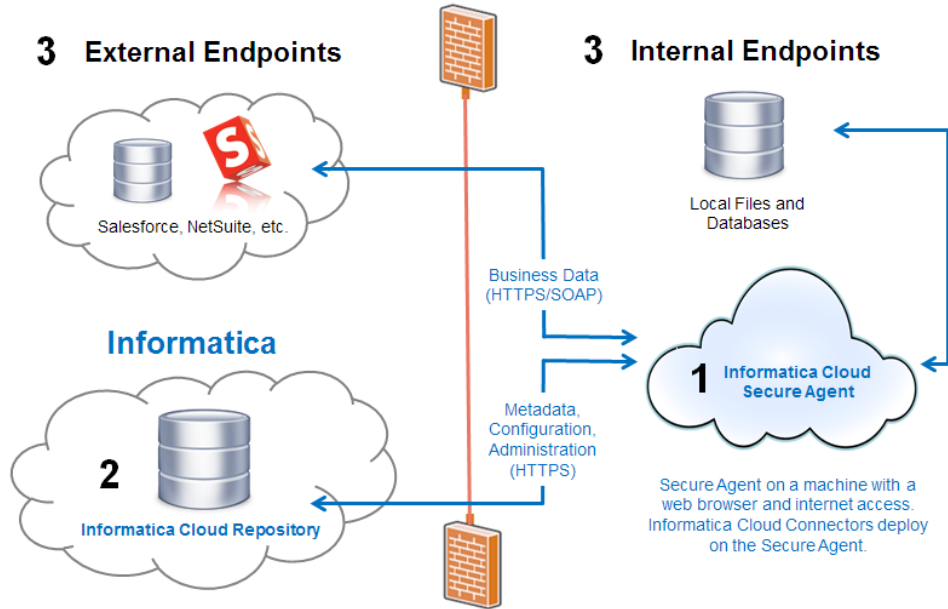 3 External Endpoints
S
S
Salesforce, NetSuite, etc.
3 Internal Endpoints
Local Files and
Databases
Business Data
(HTTPS/SOAP)
Informatica
2
Informatica Cloud Repository
Metadata,
Configuration,
Administration
(HTTPS)
1
Informatica Cloud
Secure Agent
Secure Agent on a machine with a
web browser and internet access.
Informatica Cloud Connectors deploy
on the Secure Agent.